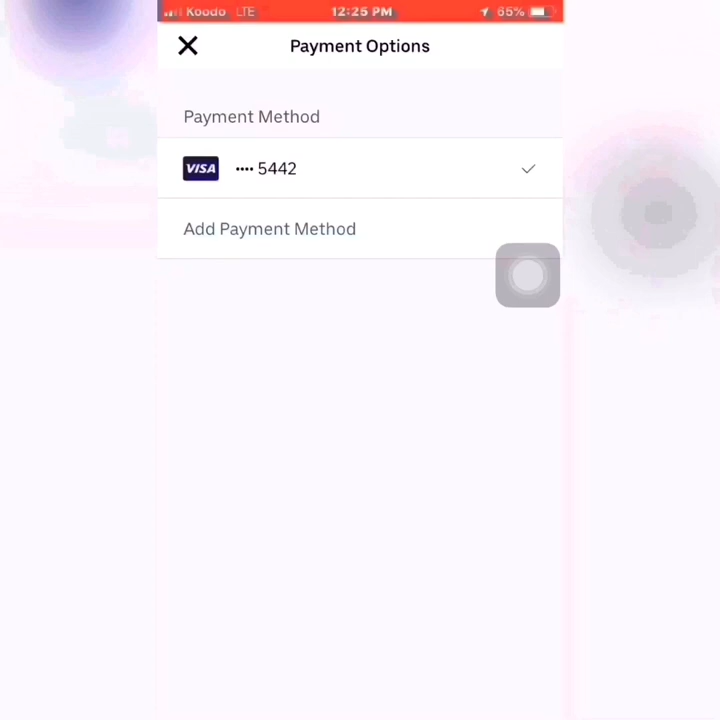 Koodo LTE 12:25 PM 65%
Payment Options
Payment Method
VISA •••• 5442
Add Payment Method